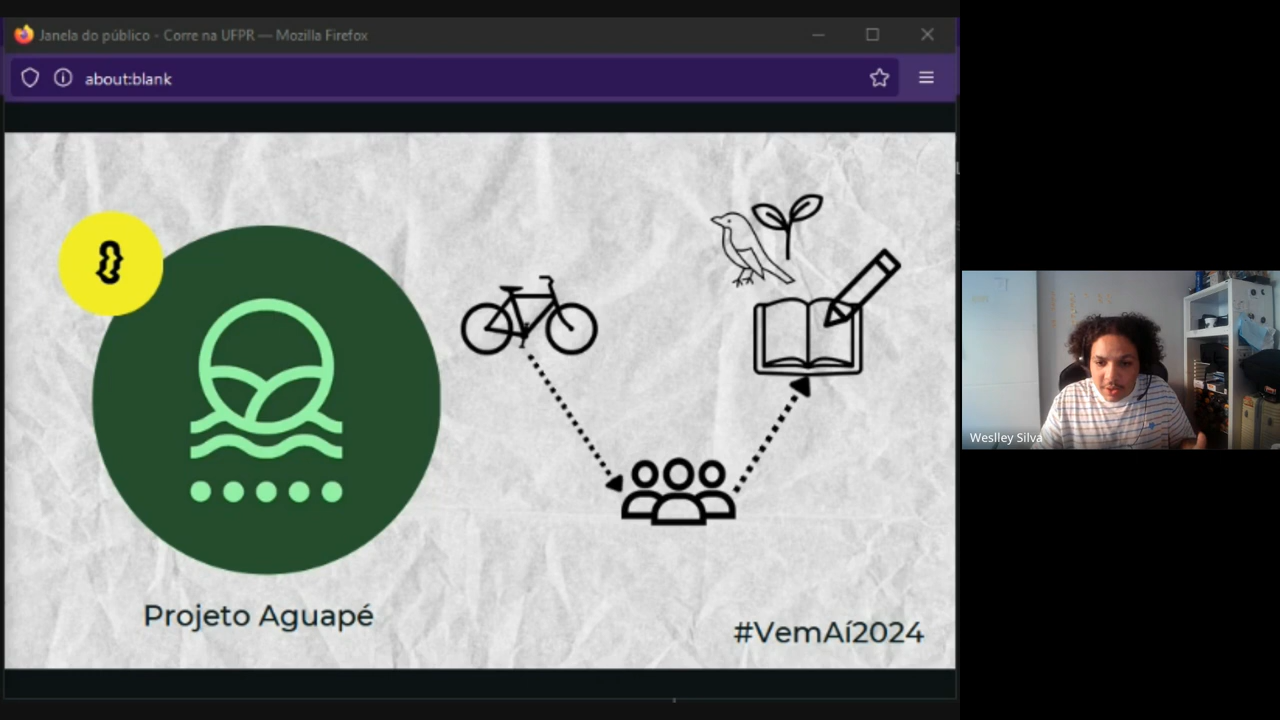 Janela do público - Corre na UFPR — Mozilla Firefox
about:blank
Projeto Aguapé
#VemAí2024
Weslley Silva